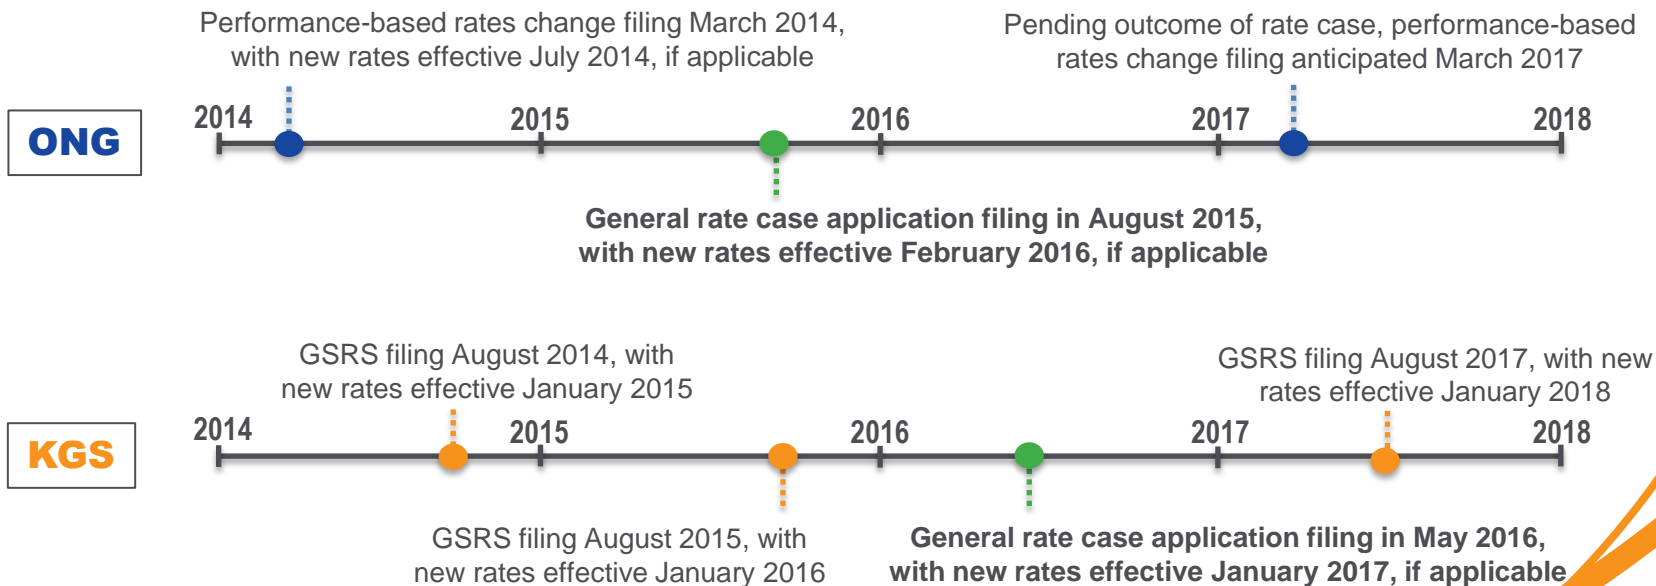 Performance-based rates change filing March 2014,
with new rates effective July 2014, if applicable
Pending outcome of rate case, performance-based
rates change filing anticipated March 2017
ONG
2014
2015
2016
2017
2018
General rate case application filing in August 2015,
with new rates effective February 2016, if applicable
GSRS filing August 2014, with
new rates effective January 2015
GSRS filing August 2017, with new
rates effective January 2018
KGS
2014
2015
2016
2017
2018
GSRS filing August 2015, with
new rates effective January 2016
General rate case application filing in May 2016,
with new rates effective January 2017, if applicable